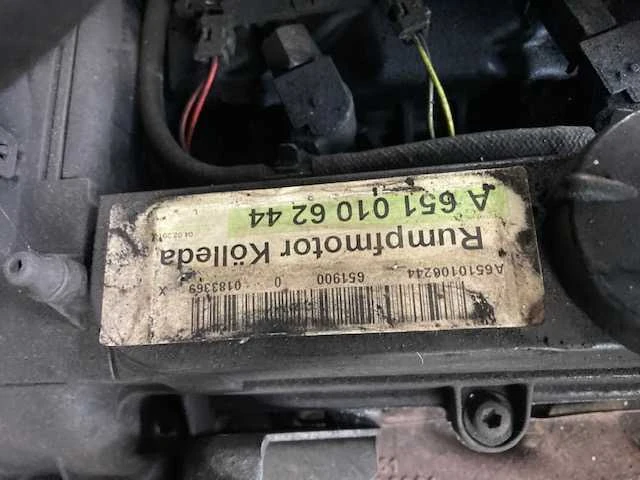 A6510106244 651900 0 0183369 X
Rumpfmotor Kölleda
A 651 010 62 44